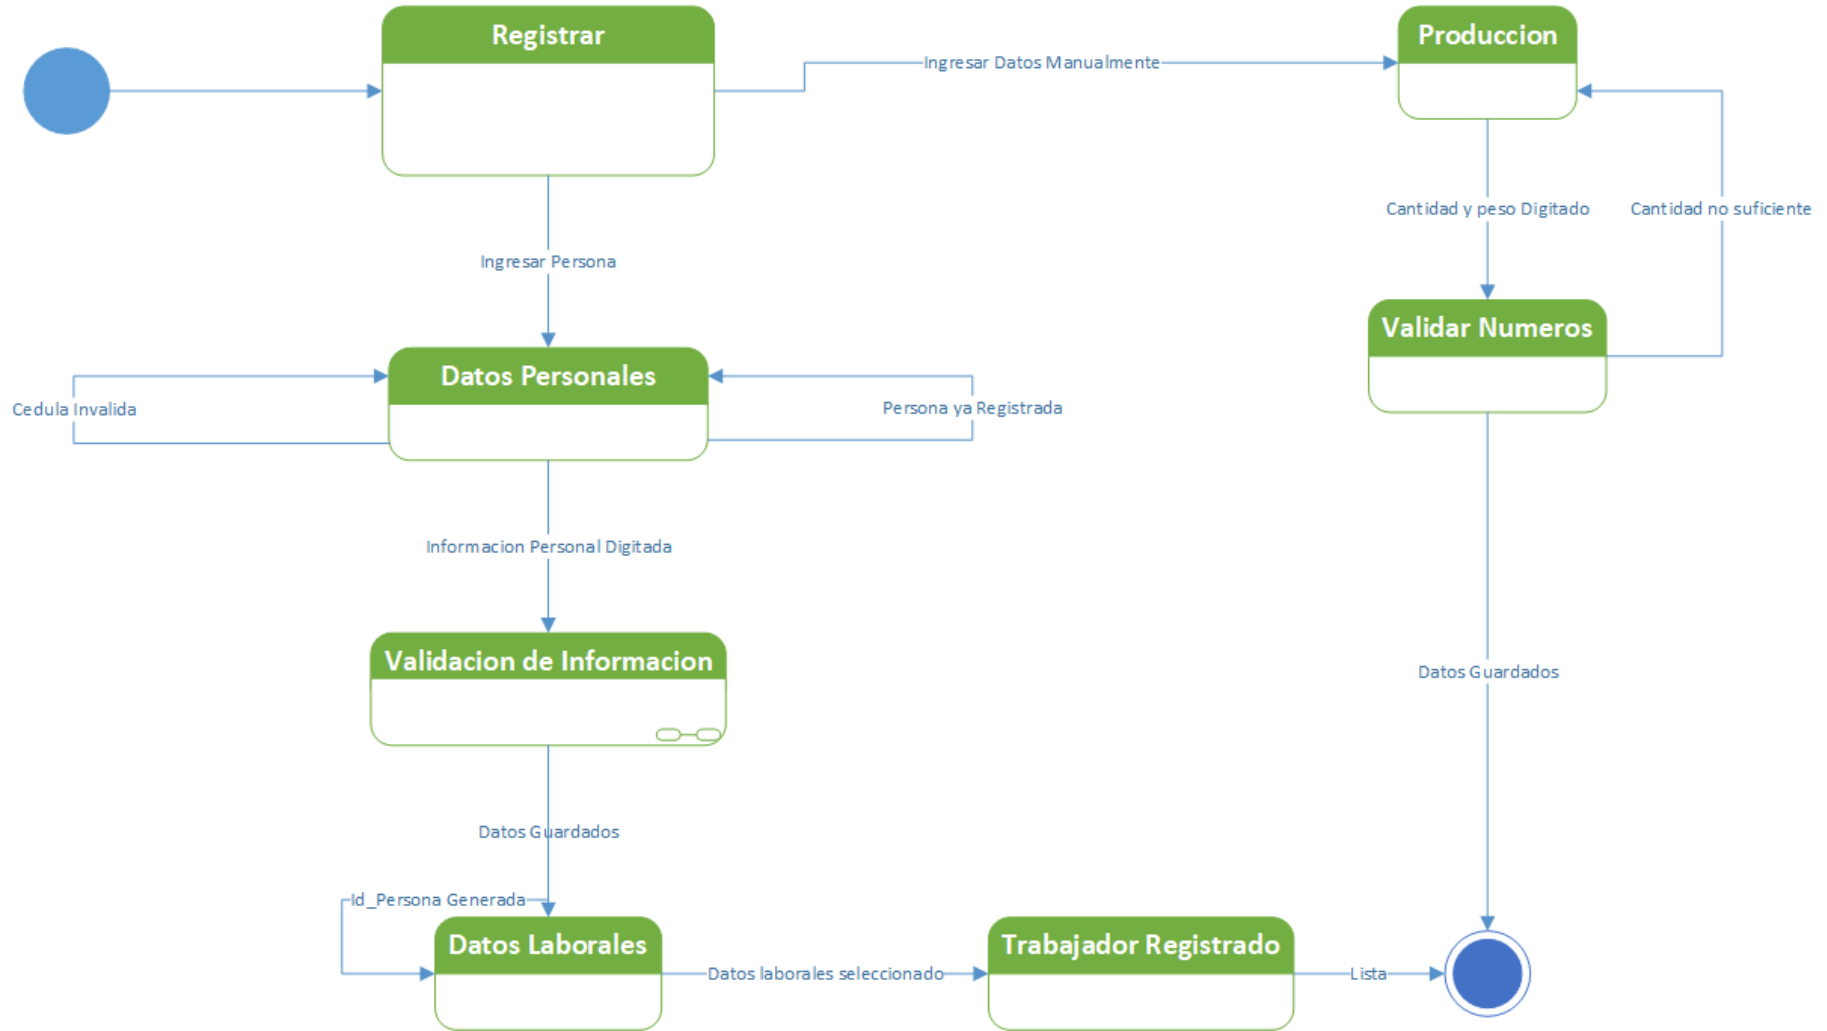 Registrar
Produccion
Ingresar Datos Manualmente
Cantidad y peso Digitado
Cantidad no suficiente
Ingresar Persona
Validar Numeros
Datos Personales
Cedula Invalida
Persona ya Registrada
Informacion Personal Digitada
Validacion de Informacion
Datos Guardados
Datos Guardados
Id_Persona Generada
Datos Laborales
Datos laborales seleccionado
Trabajador Registrado
Lista